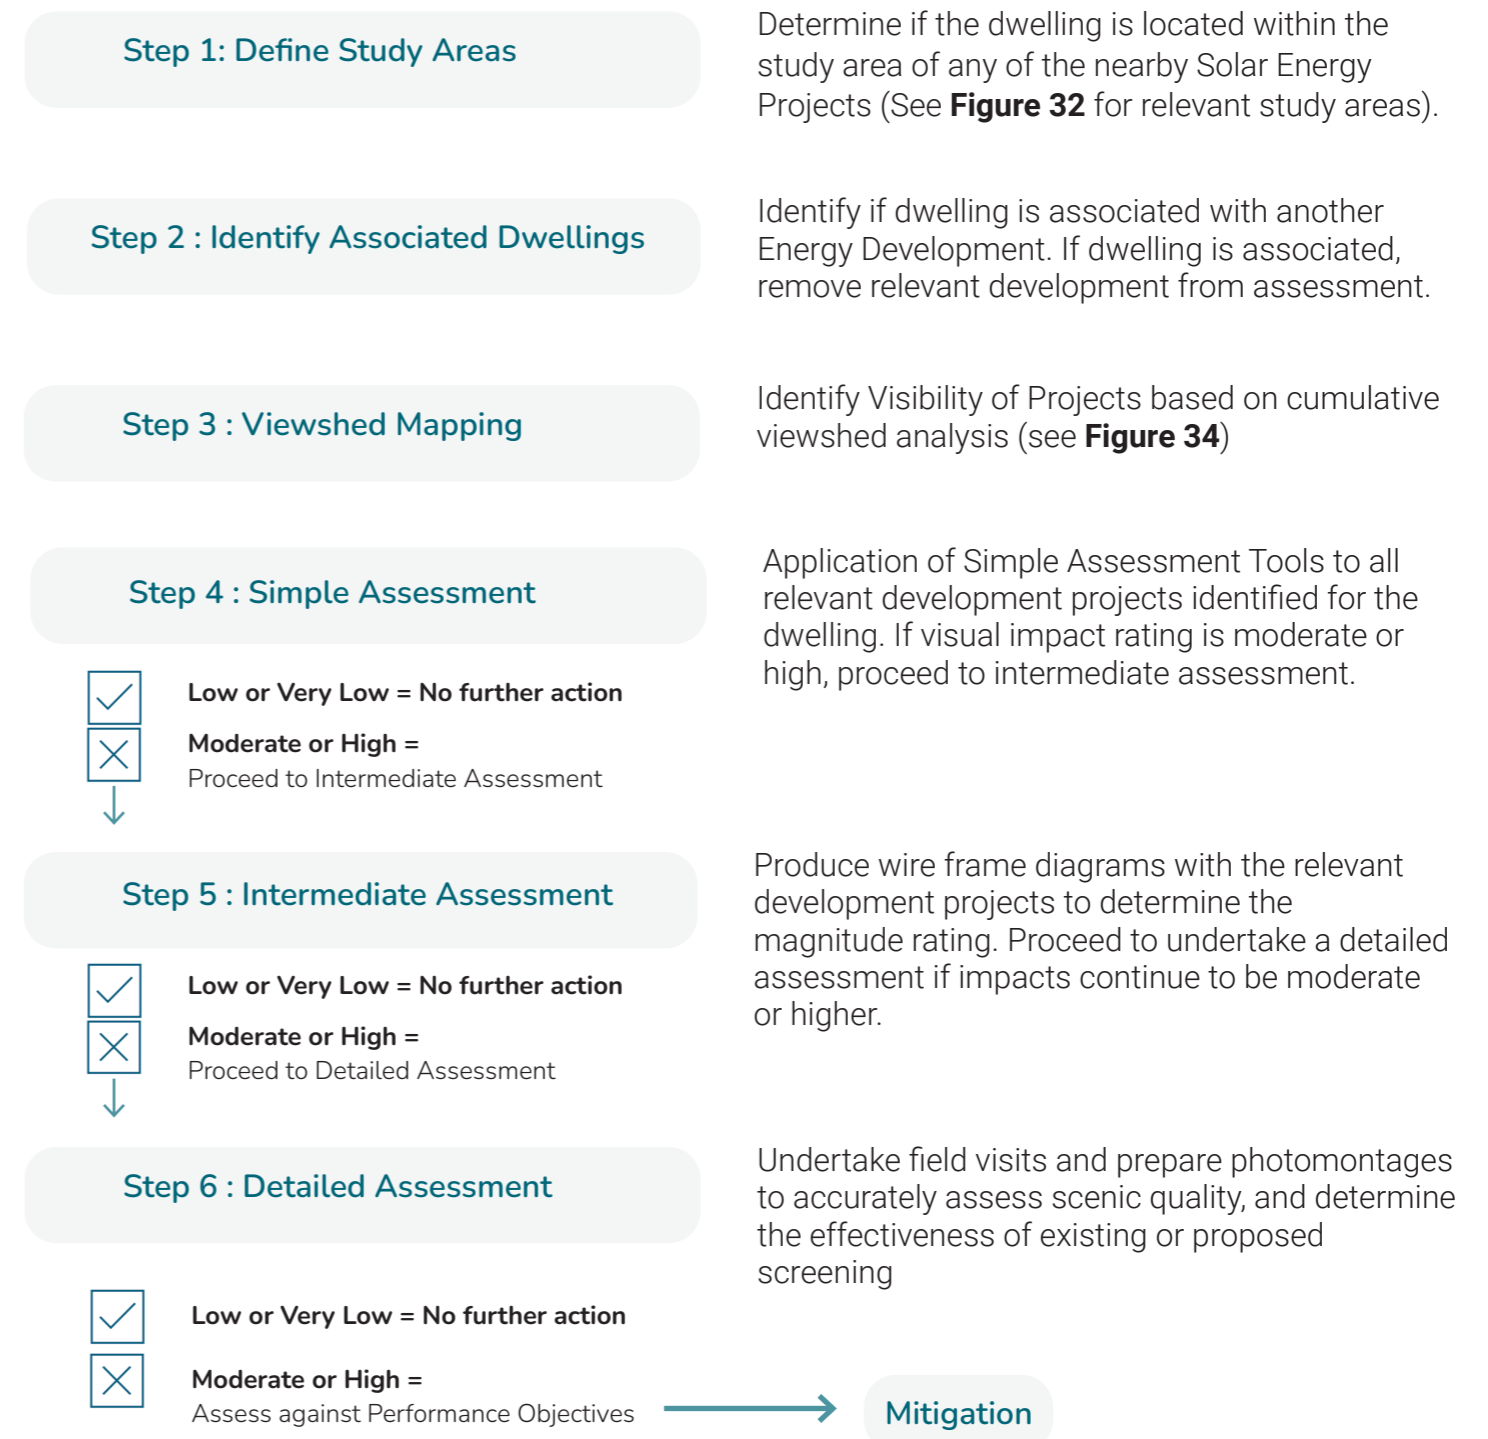 Step 1: Define Study Areas
Determine if the dwelling is located within the
study area of any of the nearby Solar Energy
Projects (See Figure 32 for relevant study areas).
Step 2 : Identify Associated Dwellings
Identify if dwelling is associated with another
Energy Development. If dwelling is associated,
remove relevant development from assessment.
Step 3 : Viewshed Mapping
Identify Visibility of Projects based on cumulative
viewshed analysis (see Figure 34)
Step 4 : Simple Assessment
Application of Simple Assessment Tools to all
relevant development projects identified for the
dwelling. If visual impact rating is moderate or
high, proceed to intermediate assessment.
Low or Very Low = No further action
Moderate or High =
Proceed to Intermediate Assessment
Step 5 : Intermediate Assessment
Produce wire frame diagrams with the relevant
development projects to determine the
magnitude rating. Proceed to undertake a detailed
assessment if impacts continue to be moderate
or higher.
Low or Very Low = No further action
Moderate or High =
Proceed to Detailed Assessment
Step 6 : Detailed Assessment
Undertake field visits and prepare photomontages
to accurately assess scenic quality, and determine
the effectiveness of existing or proposed
screening
Low or Very Low = No further action
Moderate or High =
Assess against Performance Objectives
Mitigation